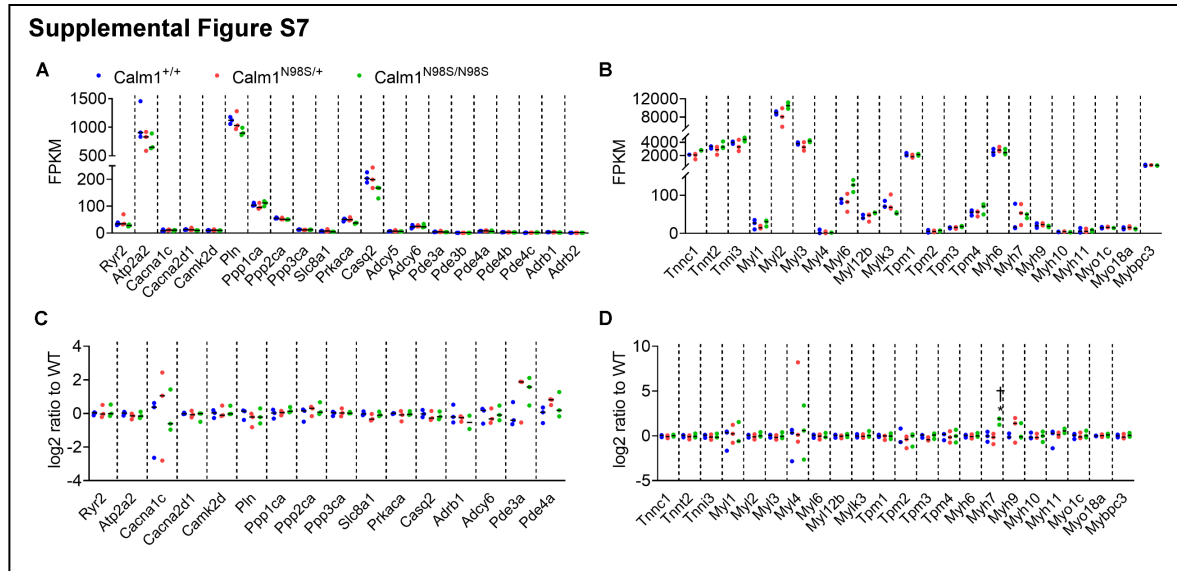 Supplemental Figure S7
A
Calm1+/+
Calm1N98S/+
Calm1N98S/N98S
FPKM
1500
1000
500
200
100
0
Ryr2
Atp2a2
Cacna1c
Cacna2d1
Camk2d
Pln
Ppp1ca
Ppp2ca
Ppp3ca
Slc8a1
Prkaca
Casq2
Adcy5
Adcy6
Pde3a
Pde3b
Pde4a
Pde4b
Pde4c
Adrb1
Adrb2
B
FPKM
12000
8000
4000
2000
100
0
Tnnc1
Tnnt2
Tnni3
Myl1
Myl2
Myl3
Myl4
Myl6
Myl12b
Mylk3
Tpm1
Tpm2
Tpm3
Tpm4
Myh6
Myh7
Myh9
Myh10
Myh11
Myo1c
Myo18a
Mybpc3
C
log2 ratio to WT
4
2
0
-2
-4
Ryr2
Atp2a2
Cacna1c
Cacna2d1
Camk2d
Pln
Ppp1ca
Ppp2ca
Ppp3ca
Slc8a1
Prkaca
Casq2
Adrb1
Adcy6
Pde3a
Pde4a
D
log2 ratio to WT
10
5
0
-5
†
*
Tnnc1
Tnnt2
Tnni3
Myl1
Myl2
Myl3
Myl4
Myl6
Myl12b
Mylk3
Tpm1
Tpm2
Tpm3
Tpm4
Myh6
Myh7
Myh9
Myh10
Myh11
Myo1c
Myo18a
Mybpc3